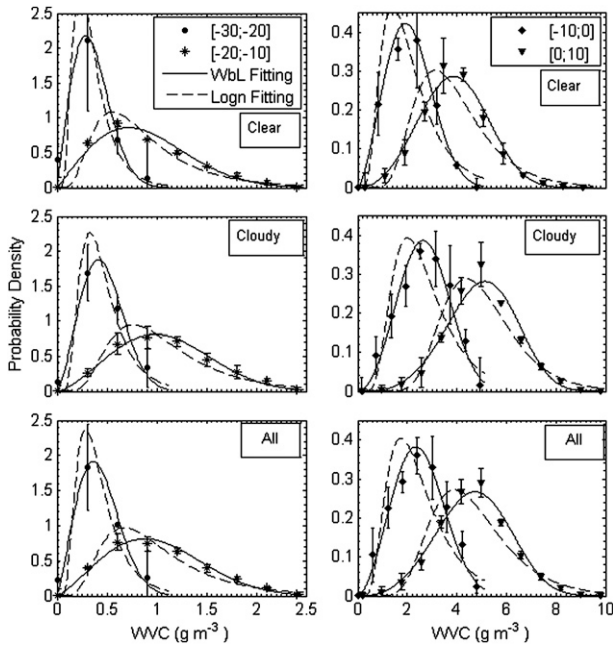 [-30;-20]
[-20;-10]
WbL Fitting
Logn Fitting
Clear
[-10;0]
[0;10]
Clear
2.5
2
1.5
1
0.5
0
0.4
0.3
0.2
0.1
0
Cloudy
Cloudy
2.5
2
1.5
1
0.5
0
0.4
0.3
0.2
0.1
0
Probability Density
All
All
2.5
2
1.5
1
0.5
0
0.4
0.3
0.2
0.1
0
0 0.5 1 1.5 2 2.5
0 2 4 6 8 10
WVC (g m-3)
WVC (g m-3)